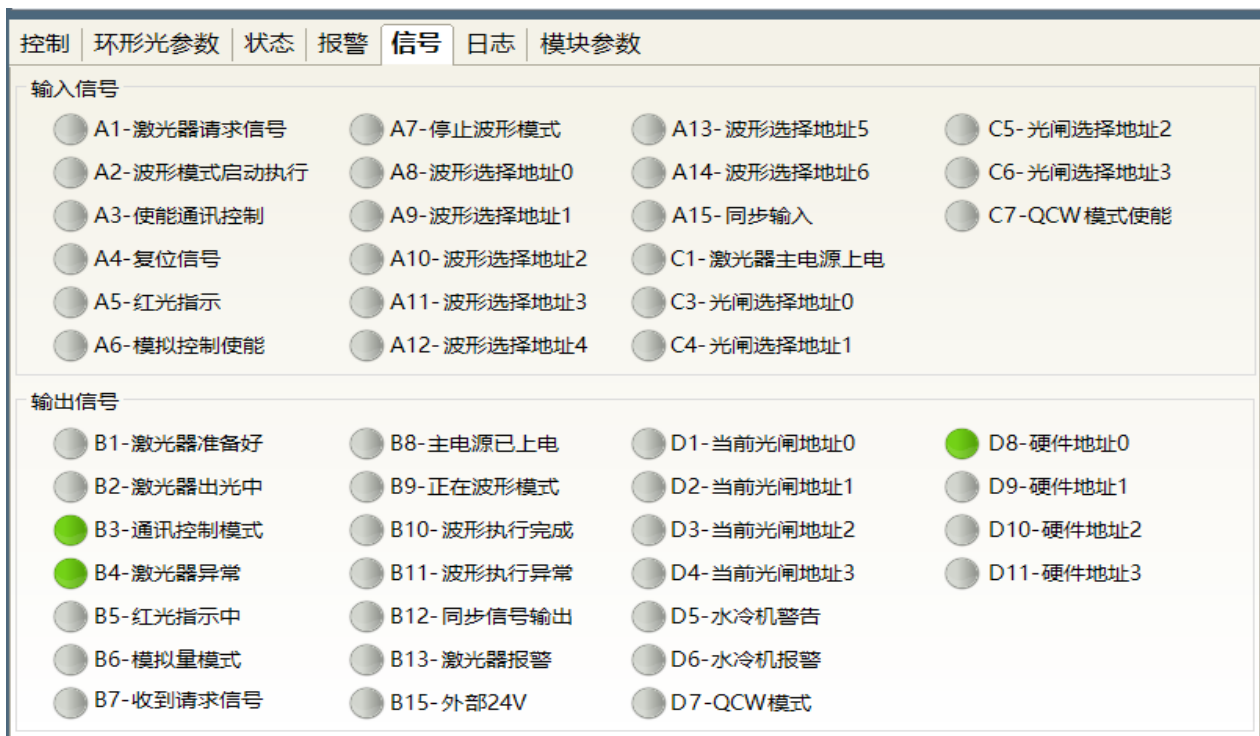 控制 环形光参数 状态 报警 信号 日志 模块参数
输入信号
A1-激光器请求信号 A7-停止波形模式 A13-波形选择地址5 C5-光闸选择地址2
A2-波形模式启动执行 A8-波形选择地址0 A14-波形选择地址6 C6-光闸选择地址3
A3-使能通讯控制 A9-波形选择地址1 A15-同步输入 C7-QCW模式使能
A4-复位信号 A10-波形选择地址2 C1-激光器主电源上电
A5-红光指示 A11-波形选择地址3 C3-光闸选择地址0
A6-模拟控制使能 A12-波形选择地址4 C4-光闸选择地址1
输出信号
B1-激光器准备好 B8-主电源已上电 D1-当前光闸地址0 D8-硬件地址0
B2-激光器出光中 B9-正在波形模式 D2-当前光闸地址1 D9-硬件地址1
B3-通讯控制模式 B10-波形执行完成 D3-当前光闸地址2 D10-硬件地址2
B4-激光器异常 B11-波形执行异常 D4-当前光闸地址3 D11-硬件地址3
B5-红光指示中 B12-同步信号输出 D5-水冷机警告
B6-模拟量模式 B13-激光器报警 D6-水冷机报警
B7-收到请求信号 B15-外部24V D7-QCW模式